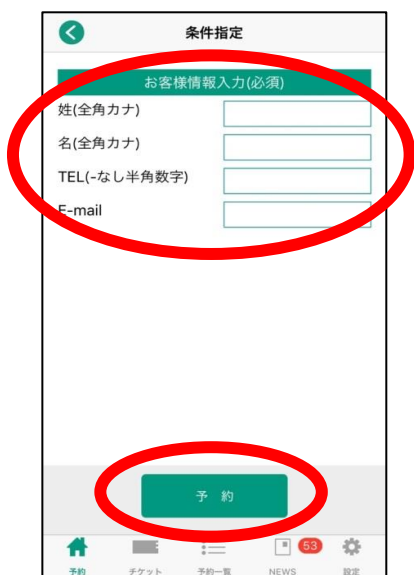 条件指定
お客様情報入力(必須)
姓(全角カナ)
名(全角カナ)
TEL(-なし半角数字)
E-mail
予 約
53
予約 チケット 予約一覧 NEWS 設定